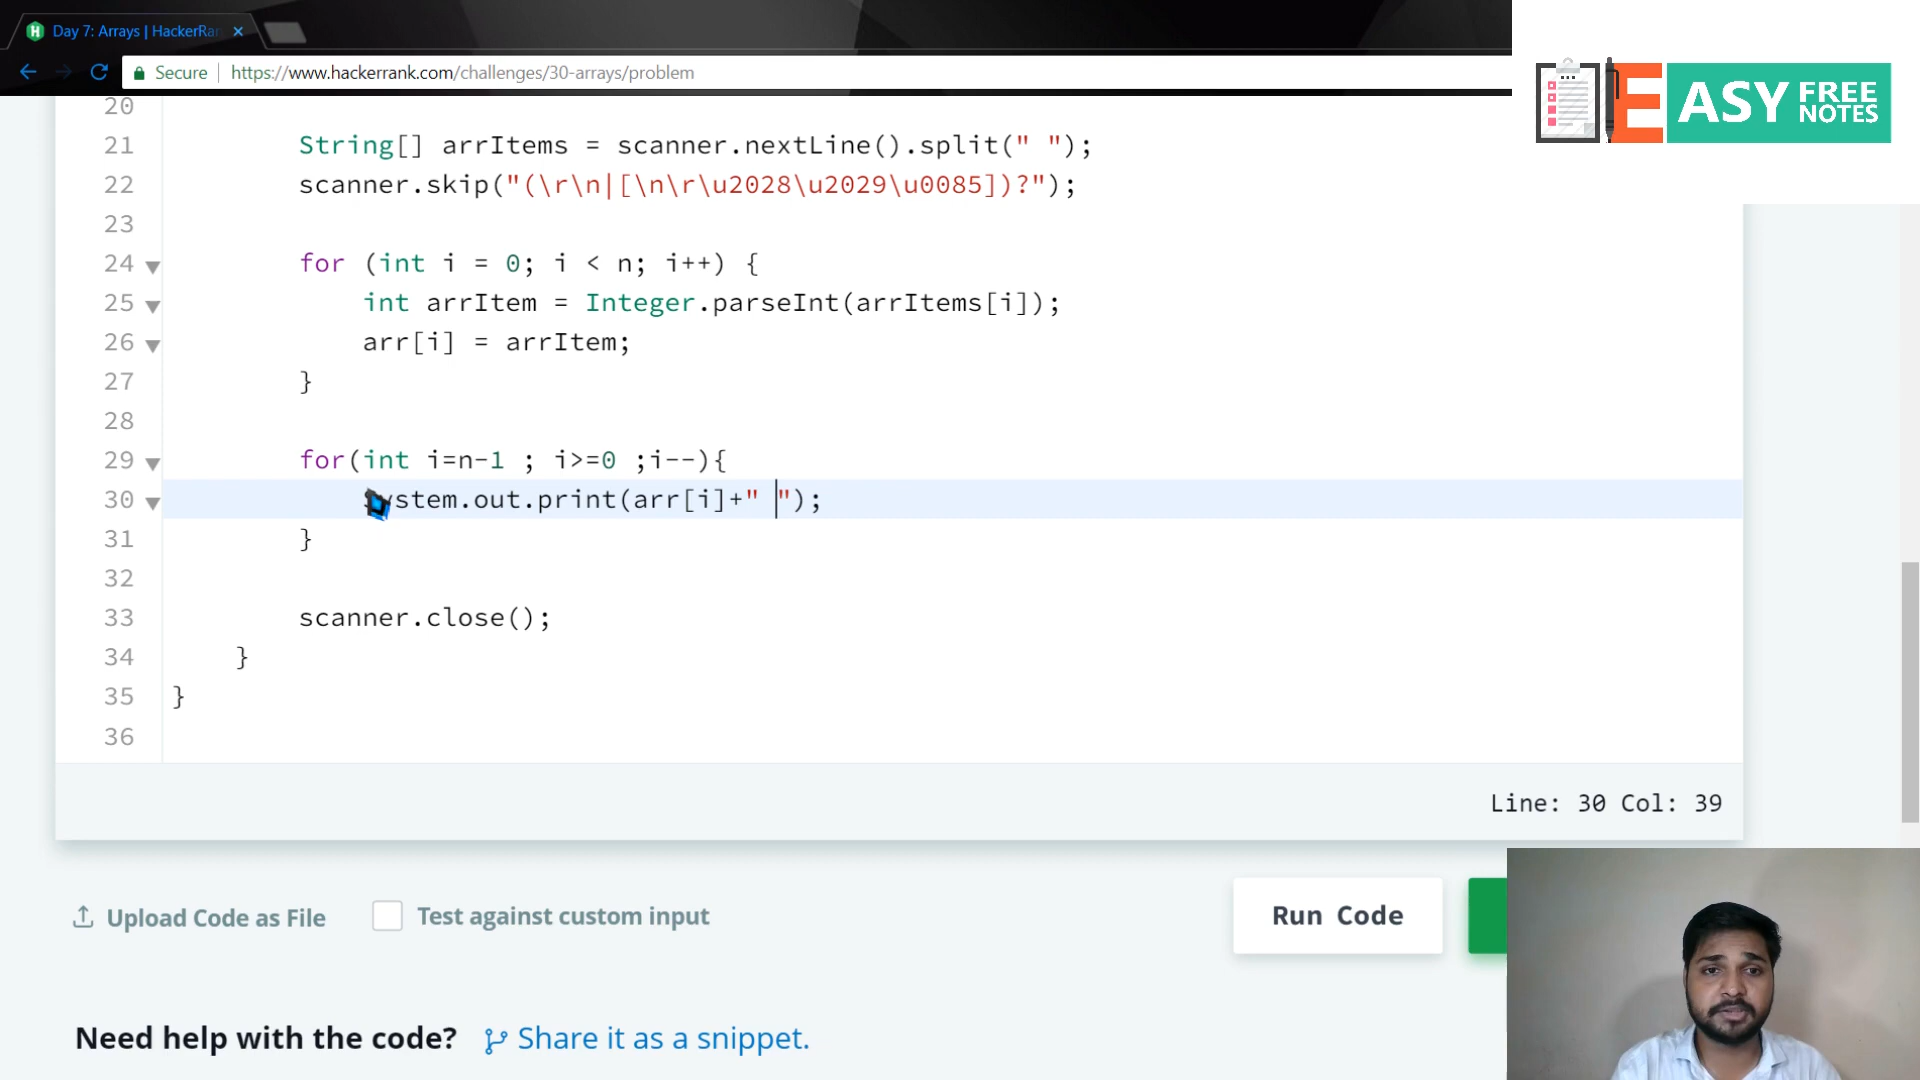 Day 7: Arrays | HackerRan
Secure https://www.hackerrank.com/challenges/30-arrays/problem
EASY FREE NOTES
20
21 String[] arrItems = scanner.nextLine().split(" ");
22 scanner.skip("(\r\n|[\n\r\u2028\u2029\u0085])?");
23
24 for (int i = 0; i < n; i++) {
25 int arrItem = Integer.parseInt(arrItems[i]);
26 arr[i] = arrItem;
27 }
28
29 for(int i=n-1 ; i>=0 ;i--){
30 System.out.print(arr[i]+" ");
31 }
32
33 scanner.close();
34 }
35 }
36
Line: 30 Col: 39
Upload Code as File Test against custom input Run Code
Need help with the code? Share it as a snippet.